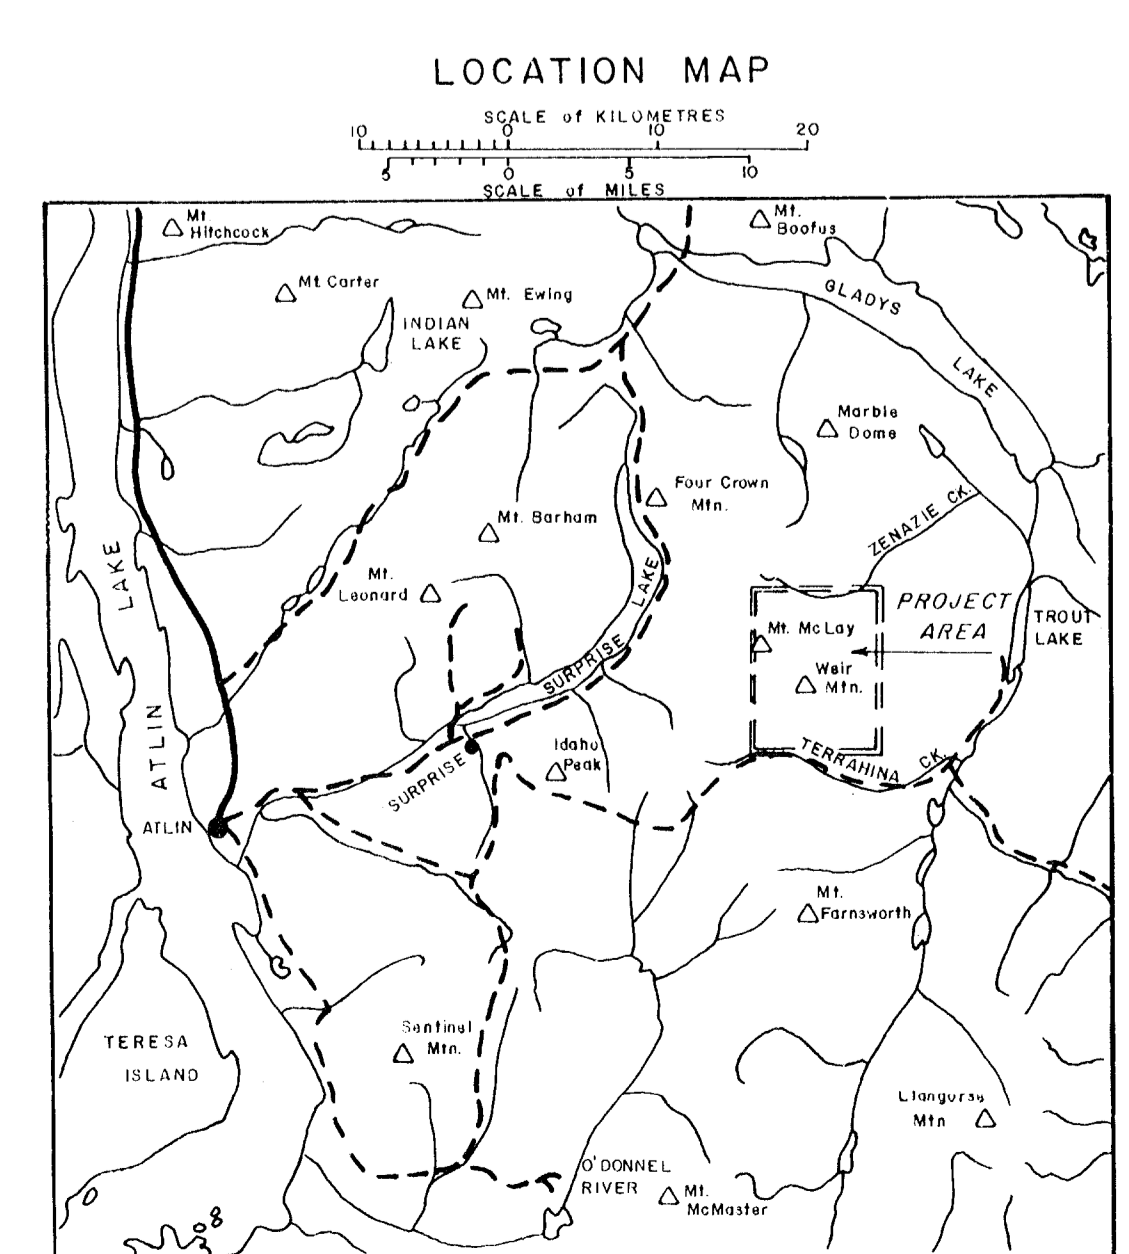 LOCATION MAP
SCALE of KILOMETRES
10 0 10 20
5 0 5 10
SCALE of MILES
Mt.
Hitchcock
Mt.
Boofus
Mt. Carter
Mt. Ewing
GLADYS
LAKE
INDIAN
LAKE
Marble
Dome
Four Crown
Mtn.
Mt. Barham
ZENAZIE CK.
LAKE
Mt.
Leonard
LAKE
PROJECT
AREA
TROUT
LAKE
Mt. McLay
Weir
Mtn.
SURPRISE
ATLIN
Idaho
Peak
TERRAHINA CK.
SURPRISE
ATLIN
Mt.
Farnsworth
TERESA
ISLAND
Sentinel
Mtn.
Llangorse
Mtn
O'DONNEL
RIVER
Mt.
McMaster